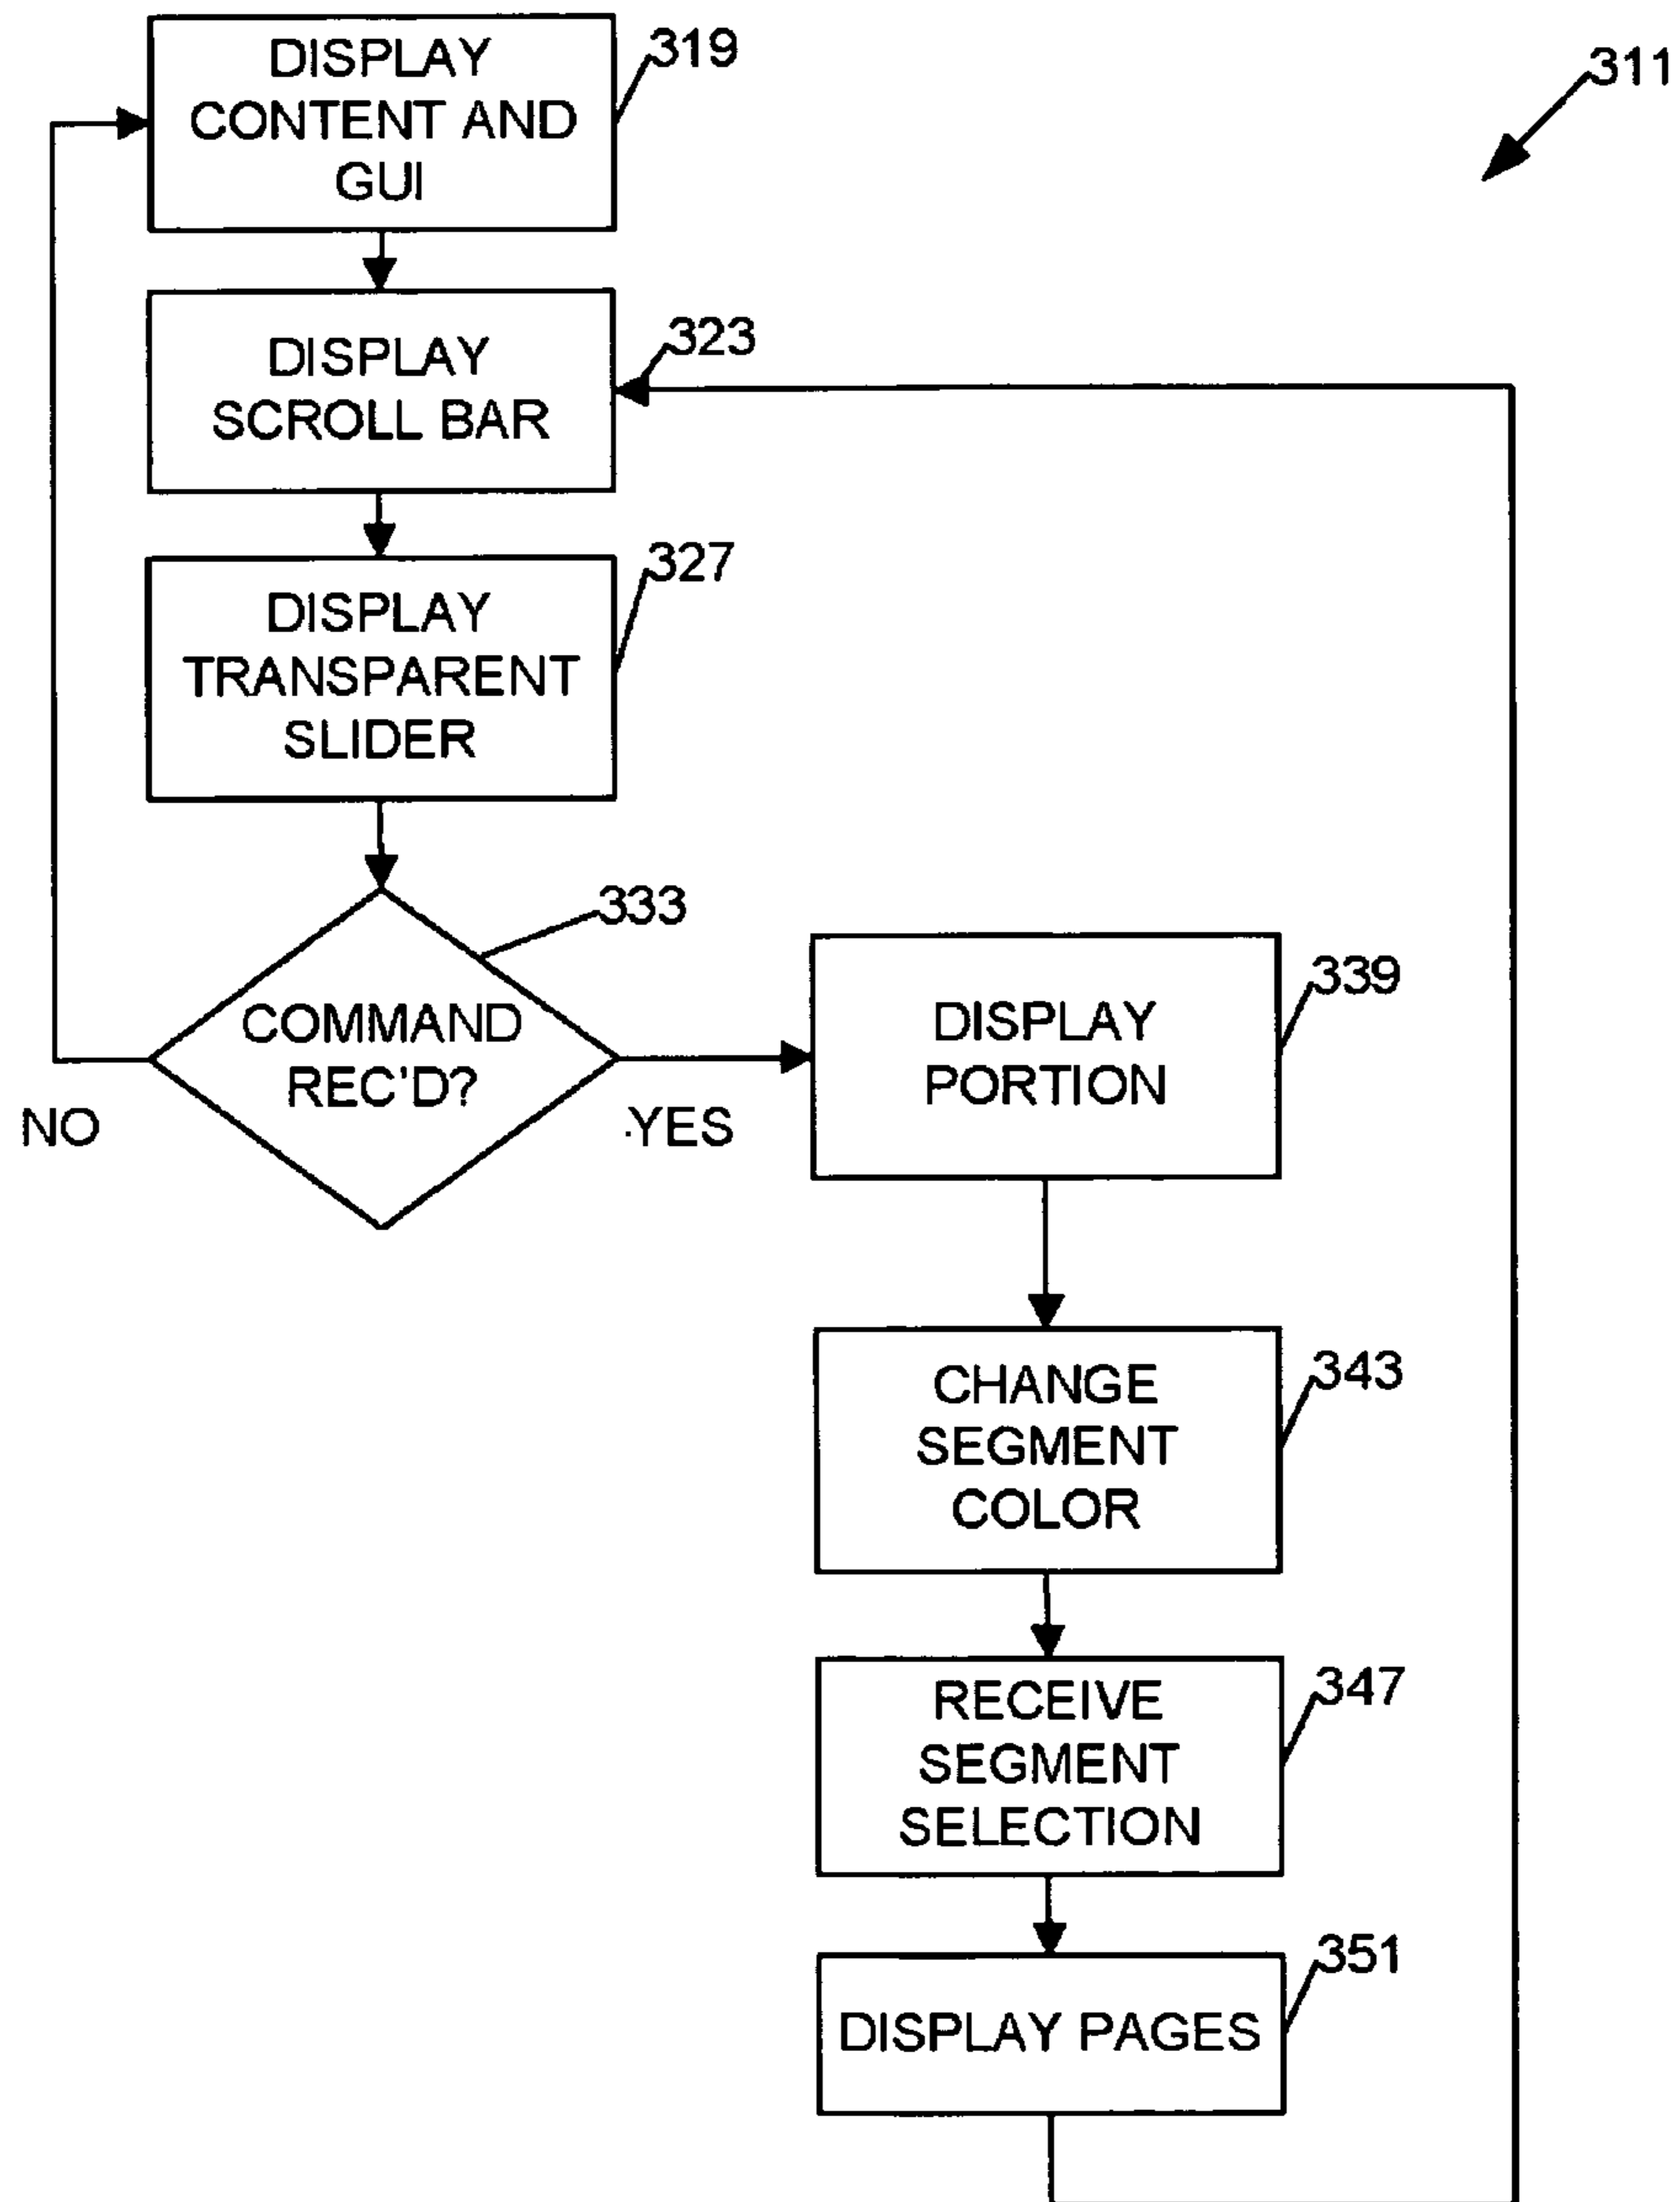 DISPLAY
CONTENT AND
GUI
319
311
DISPLAY
SCROLL BAR
323
DISPLAY
TRANSPARENT
SLIDER
327
COMMAND
REC'D?
333
NO
YES
DISPLAY
PORTION
339
CHANGE
SEGMENT
COLOR
343
RECEIVE
SEGMENT
SELECTION
347
DISPLAY PAGES
351